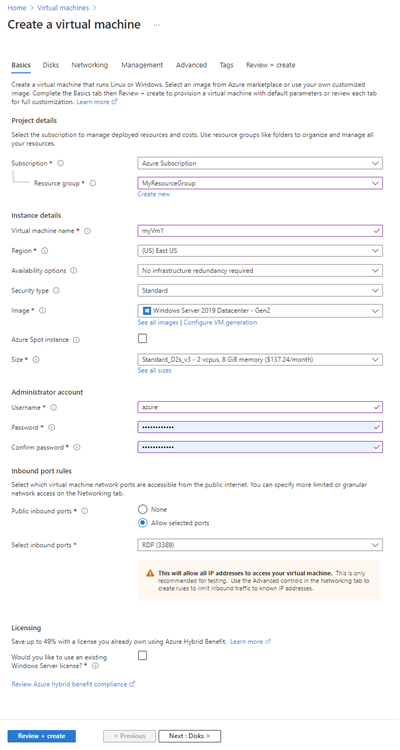 Home > Virtual machines >
Create a virtual machine ...
Basics Disks Networking Management Advanced Tags Review + create
Create a virtual machine that runs Linux or Windows. Select an image from Azure marketplace or use your own customized
image. Complete the Basics tab then Review + create to provision a virtual machine with default parameters or review each tab
for full customization. Learn more
Project details
Select the subscription to manage deployed resources and costs. Use resource groups like folders to organize and manage all
your resources.
Subscription *
Azure Subscription
Resource group *
MyResourceGroup
Create new
Instance details
Virtual machine name *
myVm1
Region *
(US) East US
Availability options
No infrastructure redundancy required
Security type
Standard
Image *
Windows Server 2019 Datacenter - Gen2
See all images | Configure VM generation
Azure Spot instance
Size *
Standard_D2s_v3 - 2 vcpus, 8 GiB memory ($137.24/month)
See all sizes
Administrator account
Username *
azure
Password *
••••••••••••
Confirm password *
••••••••••••
Inbound port rules
Select which virtual machine network ports are accessible from the public internet. You can specify more limited or granular
network access on the Networking tab.
Public inbound ports *
None
Allow selected ports
Select inbound ports *
RDP (3389)
This will allow all IP addresses to access your virtual machine. This is only
recommended for testing. Use the Advanced controls in the Networking tab to
create rules to limit inbound traffic to known IP addresses.
Licensing
Save up to 49% with a license you already own using Azure Hybrid Benefit. Learn more
Would you like to use an existing
Windows Server license? *
Review Azure hybrid benefit compliance
Review + create
< Previous
Next : Disks >